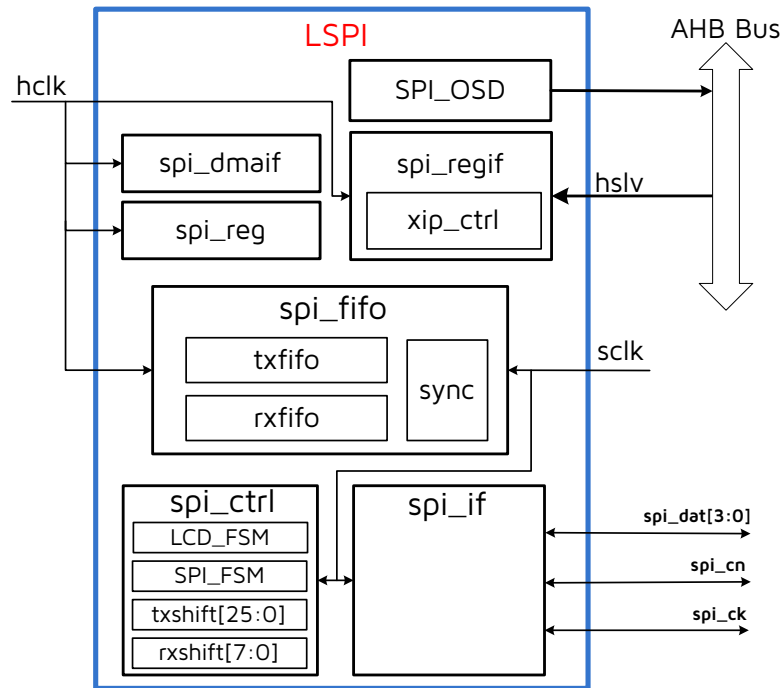 LSPI
AHB Bus
hclk
SPI_OSD
spi_dmaif
spi_regif
hslv
xip_ctrl
spi_reg
spi_fifo
txfifo
sync
sclk
rxfifo
spi_ctrl
spi_if
LCD_FSM
SPI_FSM
txshift[25:0]
rxshift[7:0]
spi_dat[3:0]
spi_cn
spi_ck